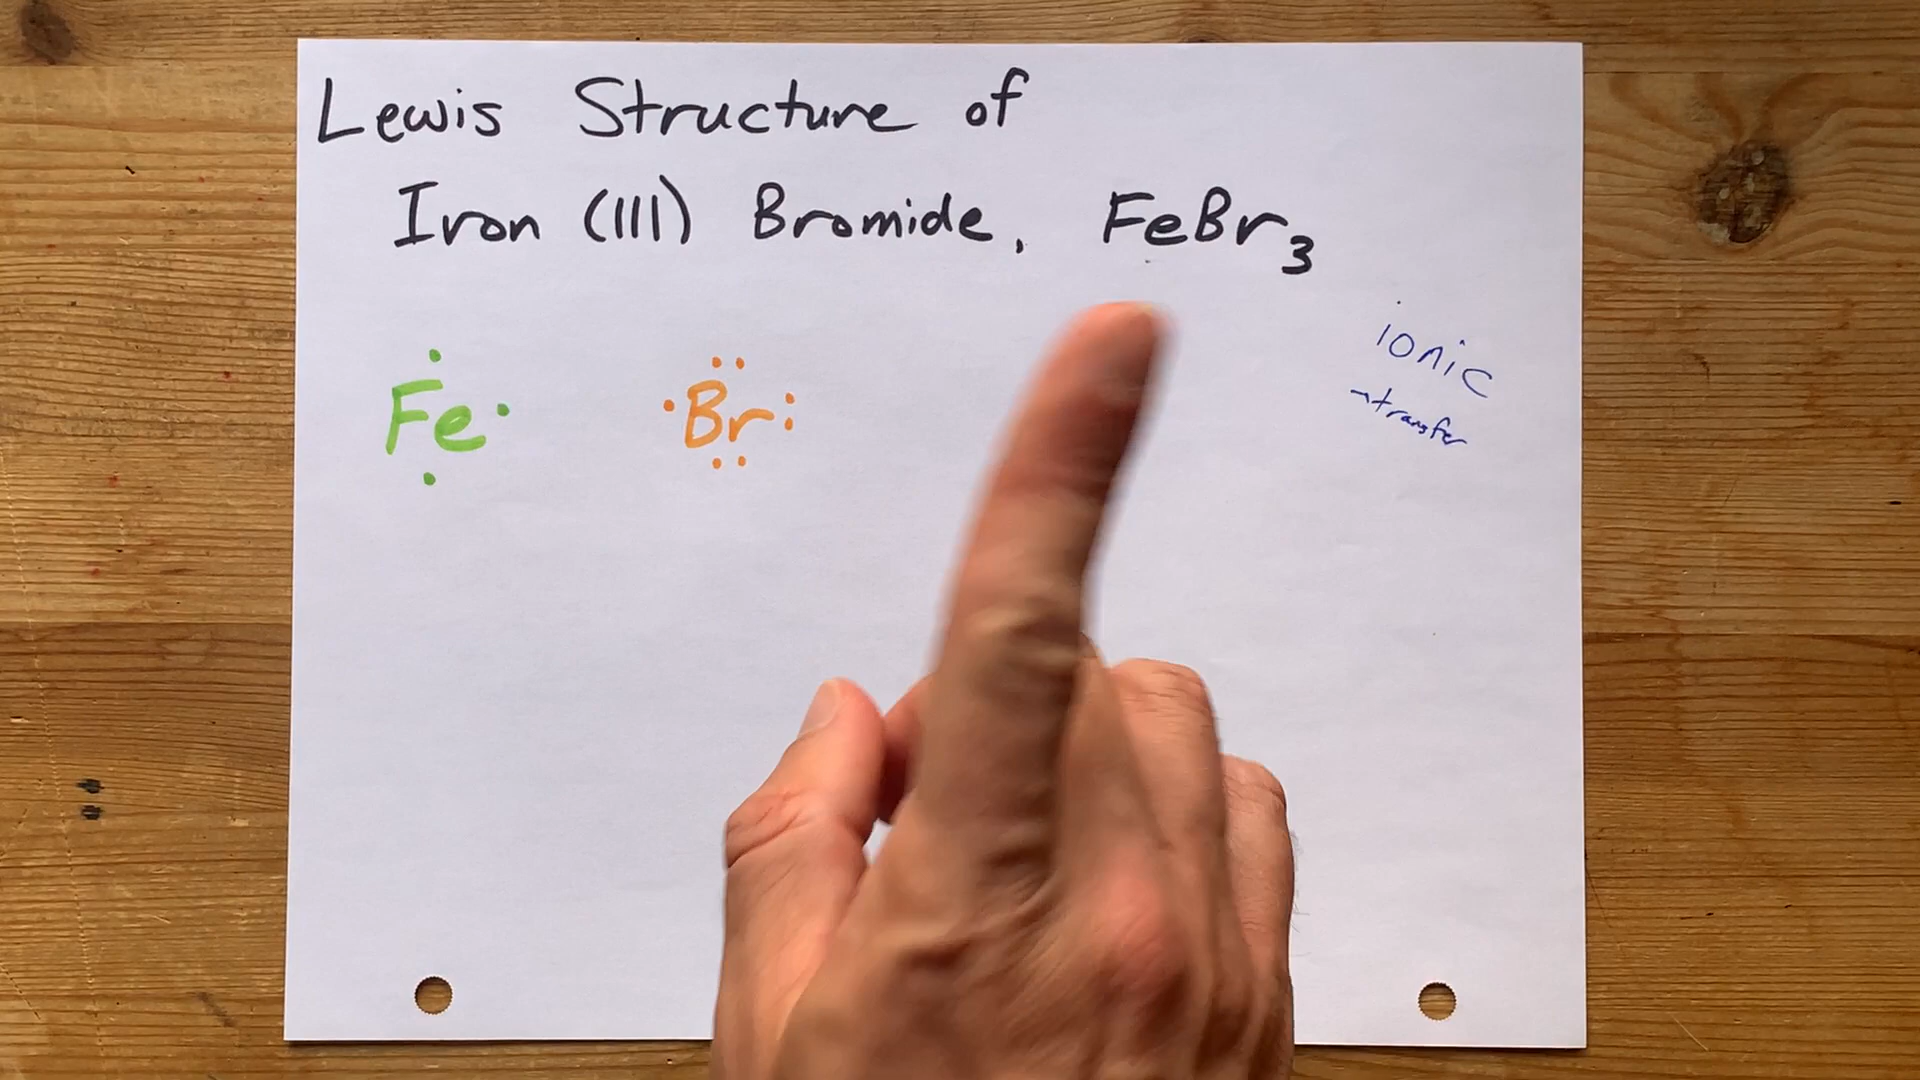 Lewis Structure of
Iron (III) Bromide, FeBr3
Fe
Br
ionic
→transfer